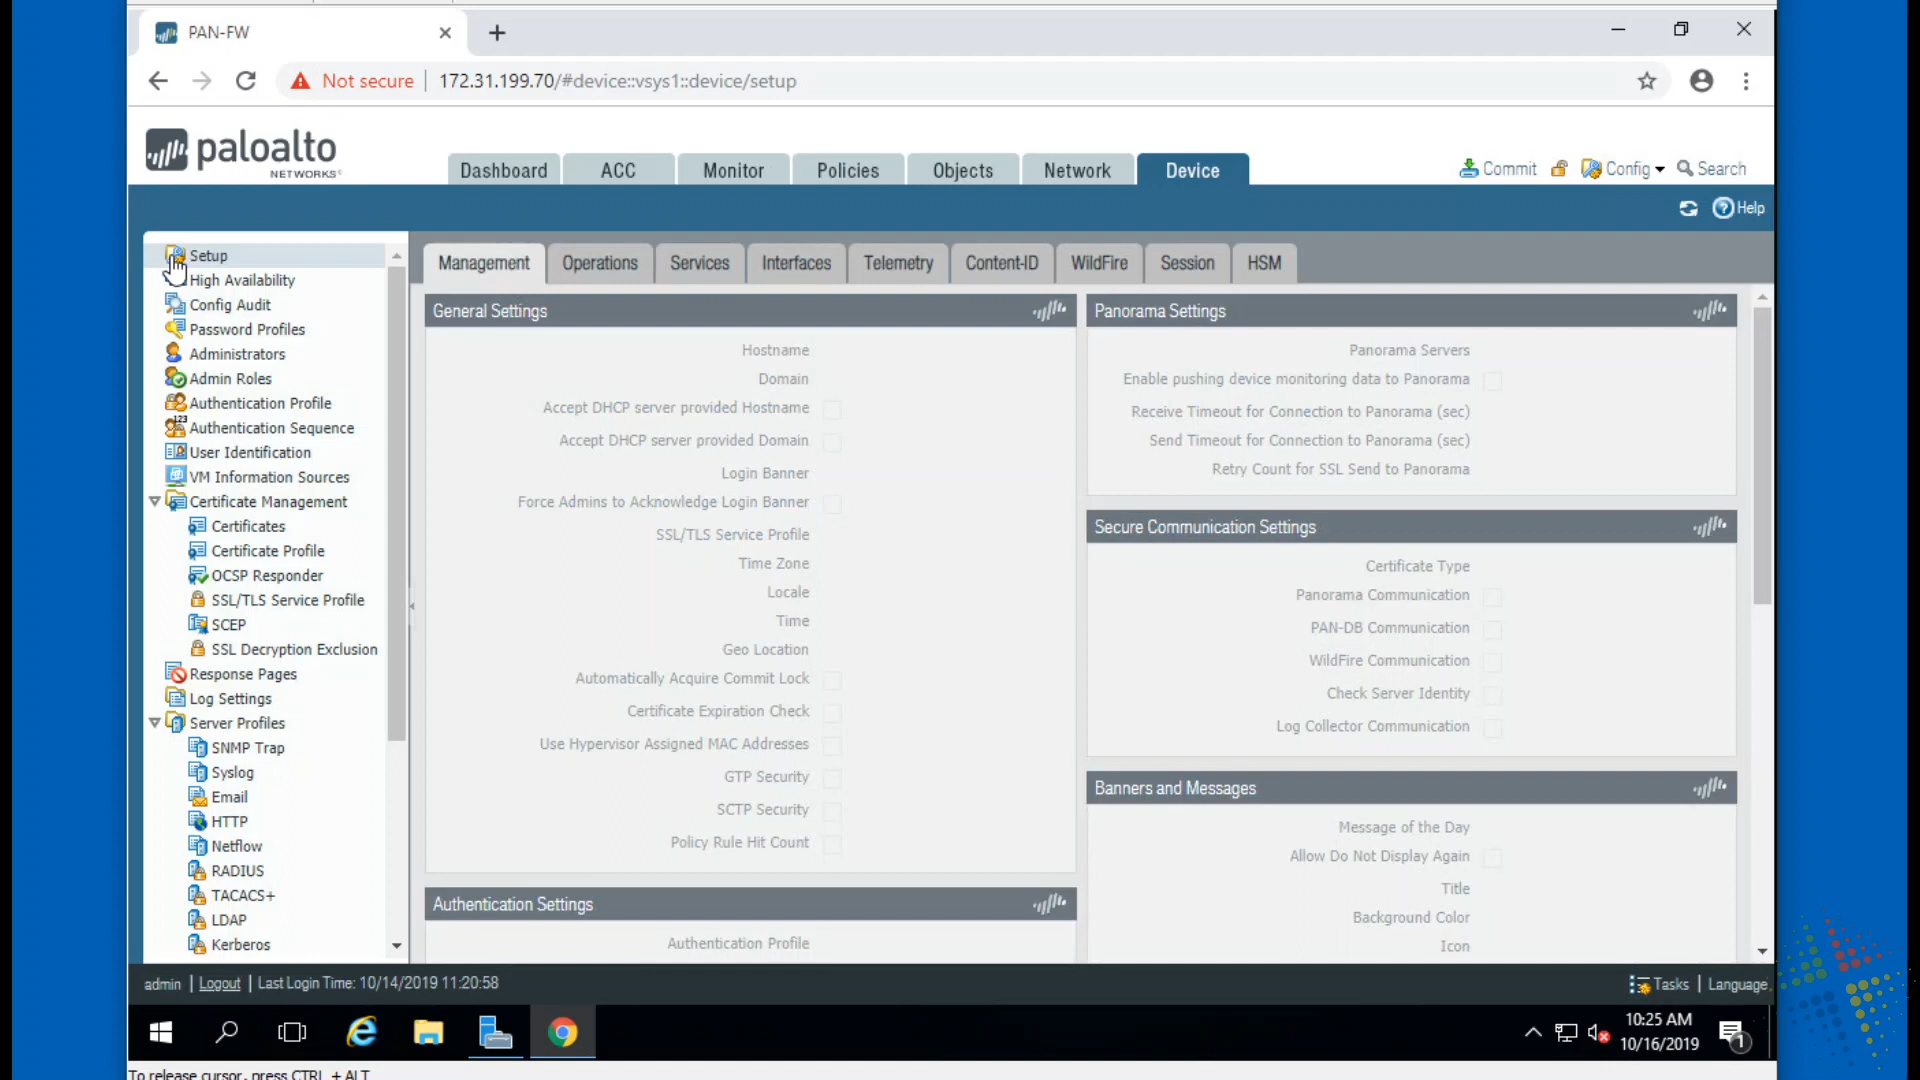 PAN-FW
Not secure | 172.31.199.70/#device::vsys1::device/setup
paloalto
NETWORKS
Dashboard
ACC
Monitor
Policies
Objects
Network
Device
Commit
Config
Search
Help
Setup
High Availability
Config Audit
Password Profiles
Administrators
Admin Roles
Authentication Profile
Authentication Sequence
User Identification
VM Information Sources
Certificate Management
Certificates
Certificate Profile
OCSP Responder
SSL/TLS Service Profile
SCEP
SSL Decryption Exclusion
Response Pages
Log Settings
Server Profiles
SNMP Trap
Syslog
Email
HTTP
Netflow
RADIUS
TACACS+
LDAP
Kerberos
Management
Operations
Services
Interfaces
Telemetry
Content-ID
WildFire
Session
HSM
General Settings
Hostname
Domain
Accept DHCP server provided Hostname
Accept DHCP server provided Domain
Login Banner
Force Admins to Acknowledge Login Banner
SSL/TLS Service Profile
Time Zone
Locale
Time
Geo Location
Automatically Acquire Commit Lock
Certificate Expiration Check
Use Hypervisor Assigned MAC Addresses
GTP Security
SCTP Security
Policy Rule Hit Count
Authentication Settings
Authentication Profile
Panorama Settings
Panorama Servers
Enable pushing device monitoring data to Panorama
Receive Timeout for Connection to Panorama (sec)
Send Timeout for Connection to Panorama (sec)
Retry Count for SSL Send to Panorama
Secure Communication Settings
Certificate Type
Panorama Communication
PAN-DB Communication
WildFire Communication
Check Server Identity
Log Collector Communication
Banners and Messages
Message of the Day
Allow Do Not Display Again
Title
Background Color
Icon
admin | Logout | Last Login Time: 10/14/2019 11:20:58
Tasks | Language
10:25 AM
10/16/2019
1
To release cursor, press CTRL + ALT